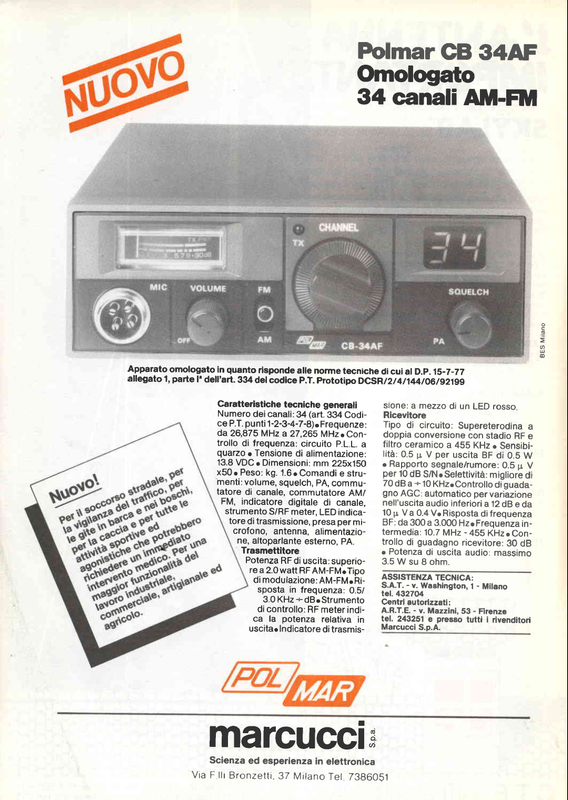 NUOVO
Polmar CB 34AF
Omologato
34 canali AM-FM
CHANNEL
TX
34
MIC
VOLUME
FM
SQUELCH
OFF
AM
POL MAR
CB-34AF
PA
BES Milano
Apparato omologato in quanto risponde alle norme tecniche di cui al D.P. 15-7-77
allegato 1, parte I° dell'art. 334 del codice P.T. Prototipo DCSR/2/4/144/06/92199
Nuovo!
Per il soccorso stradale, per
la vigilanza del traffico, per
le gite in barca e nei boschi,
per la caccia e per tutte le
attività sportive ed
agonistiche che potrebbero
richiedere un immediato
intervento medico. Per una
maggior funzionalità del
lavoro industriale,
commerciale, artigianale ed
agricolo.
Caratteristiche tecniche generali
Numero dei canali: 34 (art. 334 Codi-
ce P.T. punti 1-2-3-4-7-8)●Frequenze:
da 26,875 MHz a 27,265 MHz●Con-
trollo di frequenza: circuito P.L.L. a
quarzo●Tensione di alimentazione:
13.8 VDC●Dimensioni: mm 225x150
x50●Peso: kg. 1.6●Comandi e stru-
menti: volume, squelch, PA, commu-
tatore di canale, commutatore AM/
FM, indicatore digitale di canale,
strumento S/RF meter, LED indica-
tore di trasmissione, presa per mi-
crofono, antenna, alimentazio-
ne, altoparlante esterno, PA.
Trasmettitore
Potenza RF di uscita: superio-
re a 2.0 watt RF AM-FM●Tipo
di modulazione: AM-FM●Ri-
sposta in frequenza: 0.5/
3.0 KHz ÷ dB●Strumento
di controllo: RF meter indi-
ca la potenza relativa in
uscita●Indicatore di trasmis-
sione: a mezzo di un LED rosso.
Ricevitore
Tipo di circuito: Supereterodina a
doppia conversione con stadio RF e
filtro ceramico a 455 KHz●Sensibi-
lità: 0.5 μ V per uscita BF di 0.5 W
●Rapporto segnale/rumore: 0.5 μ V
per 10 dB S/N●Selettività: migliore di
70 dB a ÷ 10 KHz●Controllo di guada-
gno AGC: automatico per variazione
nell'uscita audio inferiori a 12 dB e da
10 μ V a 0.4 V●Risposta di frequenza
BF: da 300 a 3.000 Hz●Frequenza in-
termedia: 10.7 MHz - 455 KHz●Con-
trollo di guadagno ricevitore: 30 dB
●Potenza di uscita audio: massimo
3.5 W su 8 ohm.
ASSISTENZA TECNICA:
S.A.T. - v. Washington, 1 - Milano
tel. 432704
Centri autorizzati:
A.R.T.E. - v. Mazzini, 53 - Firenze
tel. 243251 e presso tutti i rivenditori
Marcucci S.p.A.
POL MAR
marcucci S.p.a.
Scienza ed esperienza in elettronica
Via F.lli Bronzetti, 37 Milano Tel. 7386051